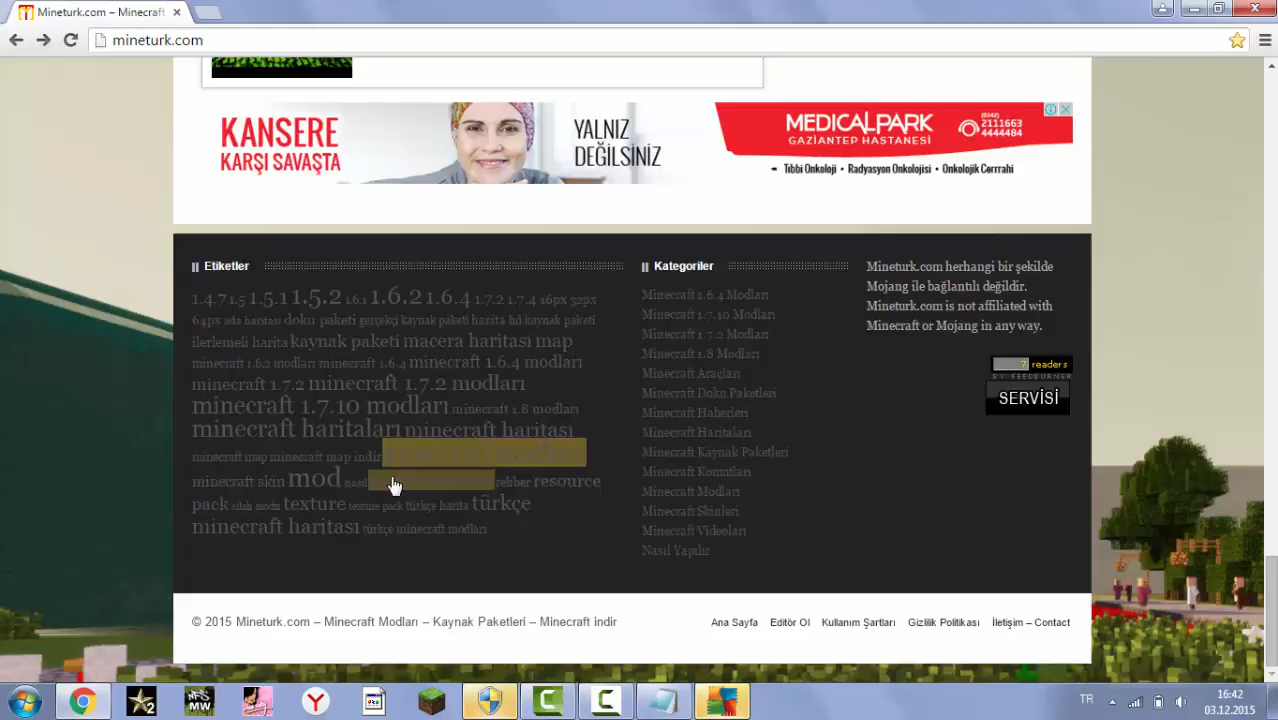 Mineturk.com – Minecraft
mineturk.com
KANSERE
KARŞI SAVAŞTA
YALNIZ
DEĞİLSİNİZ
MEDICALPARK
GAZİANTEP HASTANESİ
(0342)
2111663
4444484
Tıbbi Onkoloji • Radyasyon Onkolojisi • Onkolojik Cerrrahi
Etiketler
1.4.7 1.5 1.5.1 1.5.2 1.6.1 1.6.2 1.6.4 1.7.2 1.7.4 16px 32px
64px ada haritası doku paketi gerçekçi kaynak paketi harita hd kaynak paketi
ilerlemeli harita kaynak paketi macera haritası map
minecraft 1.6.2 modları minecraft 1.6.4 minecraft 1.6.4 modları
minecraft 1.7.2 minecraft 1.7.2 modları
minecraft 1.7.10 modları minecraft 1.8 modları
minecraft haritaları minecraft haritası
minecraft map minecraft map indir
minecraft skin mod nasıl rehber resource
pack silah modu texture texture pack türkçe harita türkçe
minecraft haritası türkçe minecraft modları
Kategoriler
Minecraft 1.6.4 Modları
Minecraft 1.7.10 Modları
Minecraft 1.7.2 Modları
Minecraft 1.8 Modları
Minecraft Araçları
Minecraft Doku Paketleri
Minecraft Haberleri
Minecraft Haritaları
Minecraft Kaynak Paketleri
Minecraft Komutları
Minecraft Modları
Minecraft Skinleri
Minecraft Videoları
Nasıl Yapılır
Mineturk.com herhangi bir şekilde
Mojang ile bağlantılı değildir.
Mineturk.com is not affiliated with
Minecraft or Mojang in any way.
7 readers
BY FEEDBURNER
SERVİSİ
© 2015 Mineturk.com – Minecraft Modları – Kaynak Paketleri – Minecraft indir
Ana Sayfa Editör Ol Kullanım Şartları Gizlilik Politikası İletişim – Contact
2
NFS
MW
Y
TR
16:42
03.12.2015